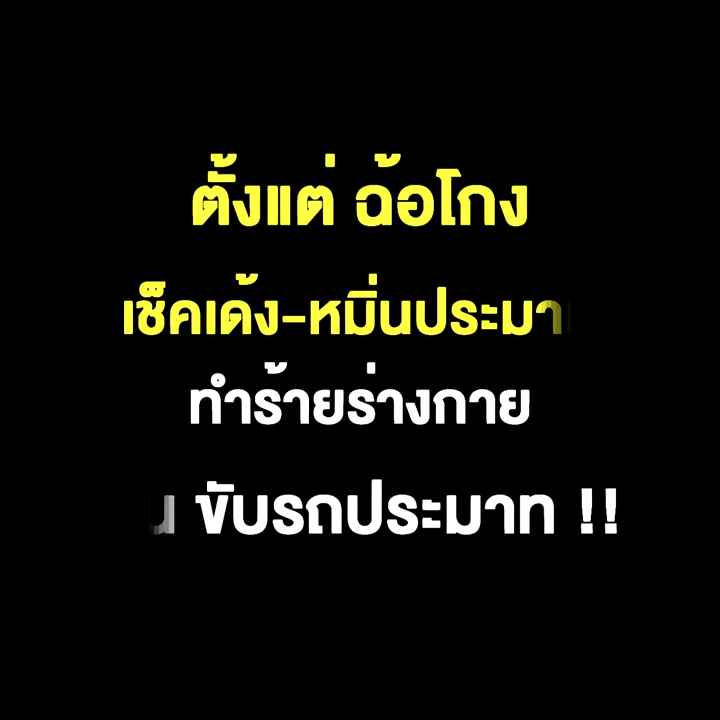 ตั้งแต่ ฉ้อโกง
เช็คเด้ง-หมิ่นประมา
ทำร้ายร่างกาย
ขับรถประมาท !!